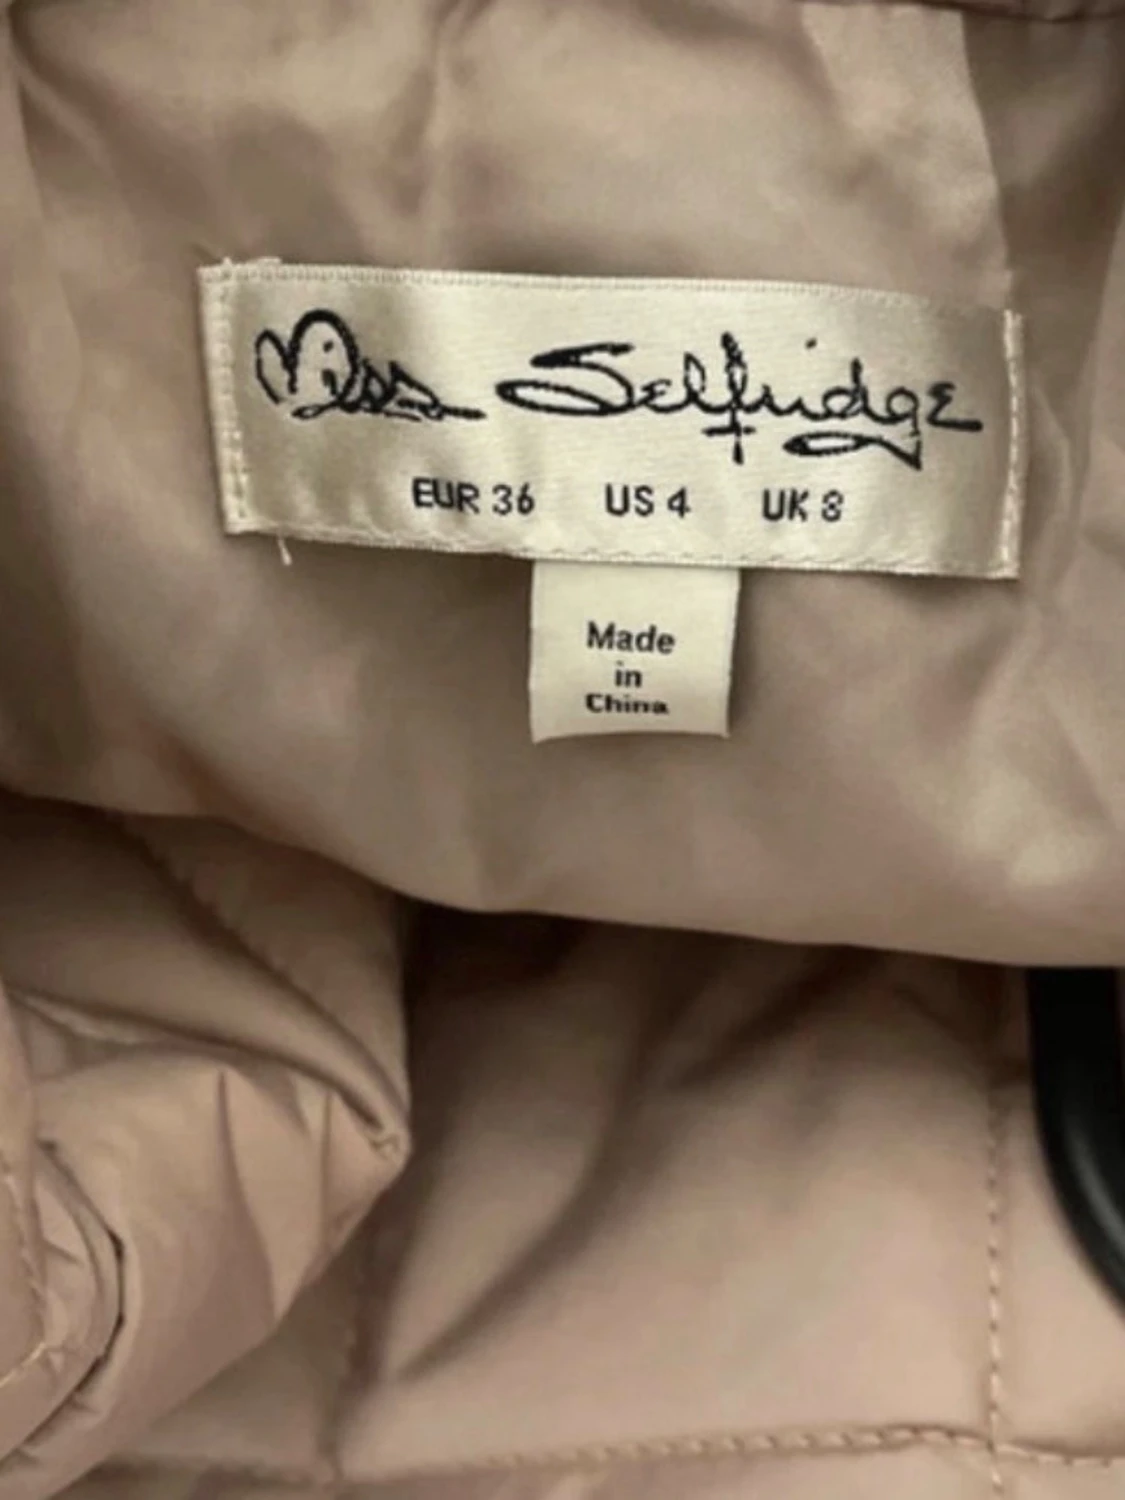 Miss Selfridge
EUR 36 US 4 UK 8
Made
in
China